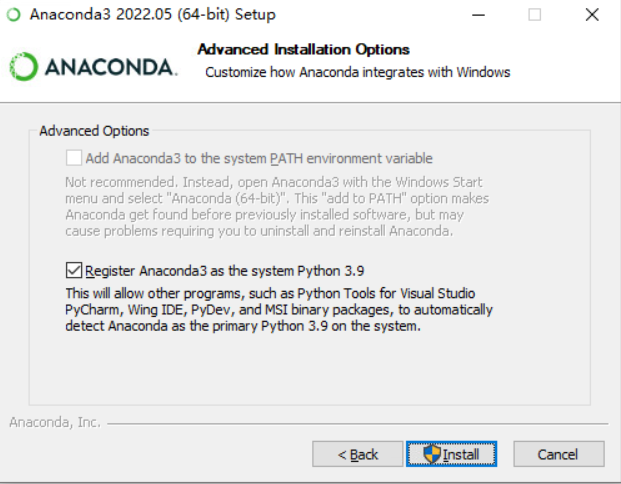 Anaconda3 2022.05 (64-bit) Setup
ANACONDA.
Advanced Installation Options
Customize how Anaconda integrates with Windows
Advanced Options
Add Anaconda3 to the system PATH environment variable
Not recommended. Instead, open Anaconda3 with the Windows Start
menu and select "Anaconda (64-bit)". This "add to PATH" option makes
Anaconda get found before previously installed software, but may
cause problems requiring you to uninstall and reinstall Anaconda.
Register Anaconda3 as the system Python 3.9
This will allow other programs, such as Python Tools for Visual Studio
PyCharm, Wing IDE, PyDev, and MSI binary packages, to automatically
detect Anaconda as the primary Python 3.9 on the system.
Anaconda, Inc.
< Back
Install
Cancel